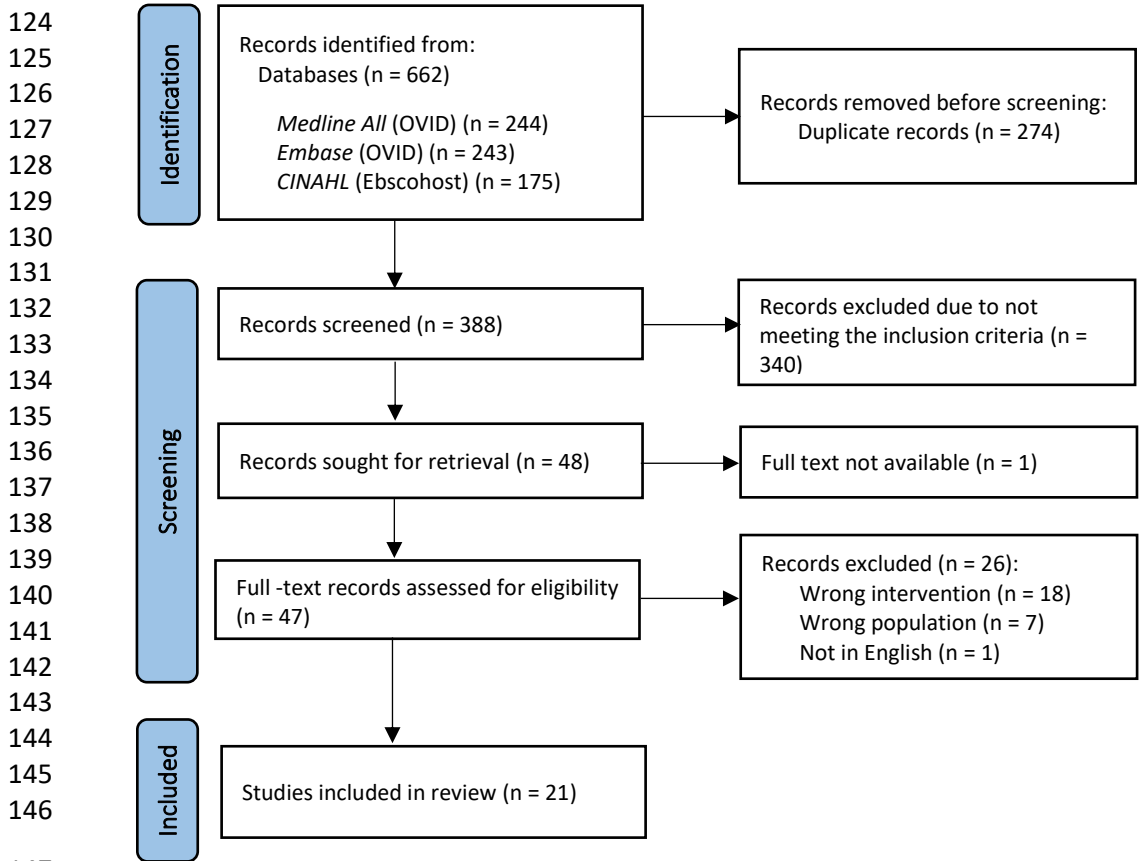 124
125
126
127
128
129
130
131
132
133
134
135
136
137
138
139
140
141
142
143
144
145
146
Identification
Records identified from:
Databases (n = 662)
Medline All (OVID) (n = 244)
Embase (OVID) (n = 243)
CINAHL (Ebscohost) (n = 175)
Records removed before screening:
Duplicate records (n = 274)
Screening
Records screened (n = 388)
Records excluded due to not
meeting the inclusion criteria (n =
340)
Records sought for retrieval (n = 48)
Full text not available (n = 1)
Full -text records assessed for eligibility
(n = 47)
Records excluded (n = 26):
Wrong intervention (n = 18)
Wrong population (n = 7)
Not in English (n = 1)
Included
Studies included in review (n = 21)